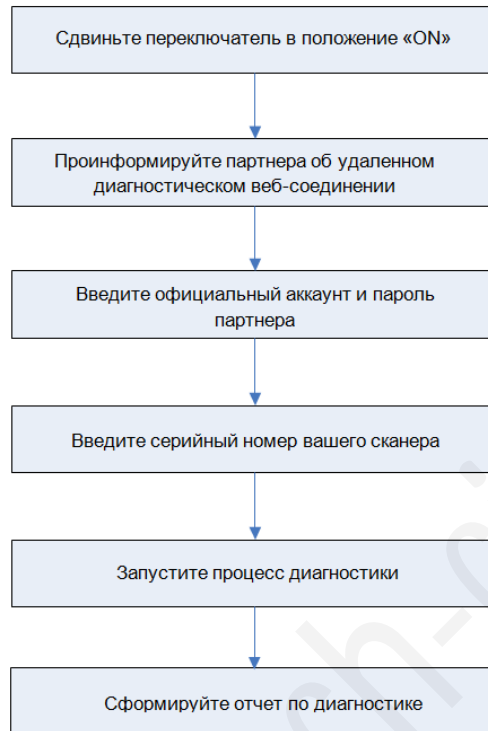 Сдвиньте переключатель в положение «ON»
Проинформируйте партнера об удаленном
диагностическом веб-соединении
Введите официальный аккаунт и пароль
партнера
Введите серийный номер вашего сканера
Запустите процесс диагностики
Сформируйте отчет по диагностике